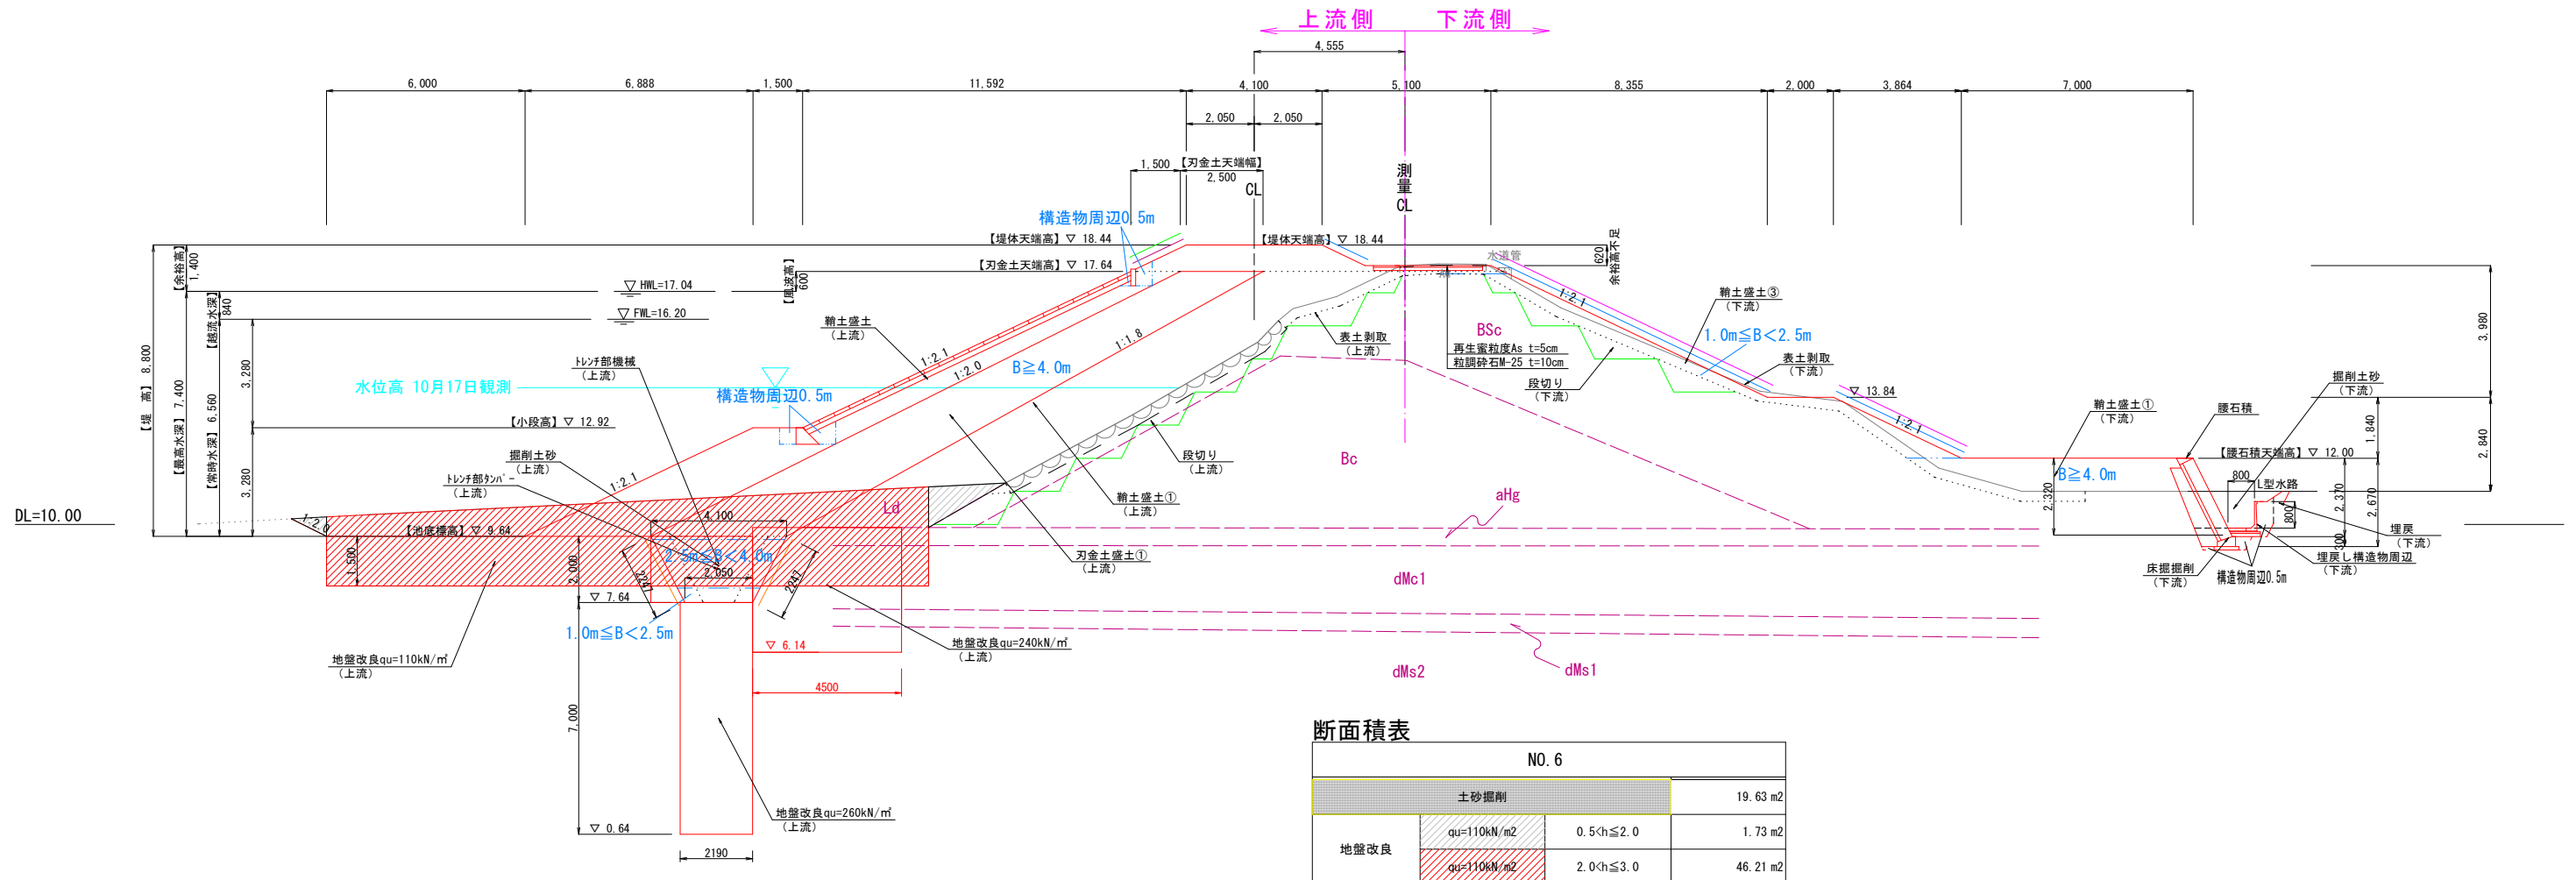 上流側
下流側
4,555
6,000
6,888
1,500
11.592
4,100
5,100
8,355
2,000
3,864
7,000
2,050
2,050
1,500
【刃金土天端幅】
2,500
CL
測量
CL
構造物周辺0.5m
【堤体天端高】▽ 18.44
【堤体天端高】▽ 18.44
水道管
620
余裕高不足
【余裕高】
1,400
【刃金土天端高】▽ 17.64
【風波高】
600
▽ HWL=17.04
【越流水深】
840
▽ FWL=16.20
鞘土盛土
(上流)
1:2.1
1:2.0
1:1.8
B≧4.0m
表土剥取
(上流)
BSc
再生蜜粒度As t=5cm
粒調砕石M-25 t=10cm
段切り
(下流)
1:2.1
鞘土盛土③
(下流)
1.0m≦B＜2.5m
表土剥取
(下流)
3,980
【堤 高】 8,800
【最高水深】 7,400
【常時水深】 6,560
3,280
3,280
トレンチ部機械
(上流)
水位高 10月17日観測
構造物周辺0.5m
【小段高】▽ 12.92
▽ 13.84
掘削土砂
(下流)
鞘土盛土①
(下流)
腰石積
1:2.1
1,840
2,840
掘削土砂
(上流)
トレンチ部タンパー
(上流)
1:2.1
段切り
(上流)
Bc
【腰石積天端高】▽ 12.00
B≧4.0m
800
L型水路
2,320
2,370
2,670
800
300
鞘土盛土①
(上流)
aHg
Ld
DL=10.00
1:2.0
【池底標高】▽ 9.64
4,100
2.5m≦B＜4.0m
2,050
2247
2247
1,500
2,000
刃金土盛土①
(上流)
埋戻
(下流)
埋戻し構造物周辺
(下流)
床掘掘削
(下流)
構造物周辺0.5m
dMc1
▽ 7.64
1.0m≦B＜2.5m
▽ 6.14
地盤改良qu=240kN/㎡
(上流)
地盤改良qu=110kN/㎡
(上流)
dMs1
dMs2
4500
7,000
地盤改良qu=260kN/㎡
(上流)
▽ 0.64
2190
断面積表
NO.6
土砂掘削 19.63 m2
地盤改良
qu=110kN/m2 0.5<h≦2.0 1.73 m2
qu=110kN/m2 2.0<h≦3.0 46.21 m2